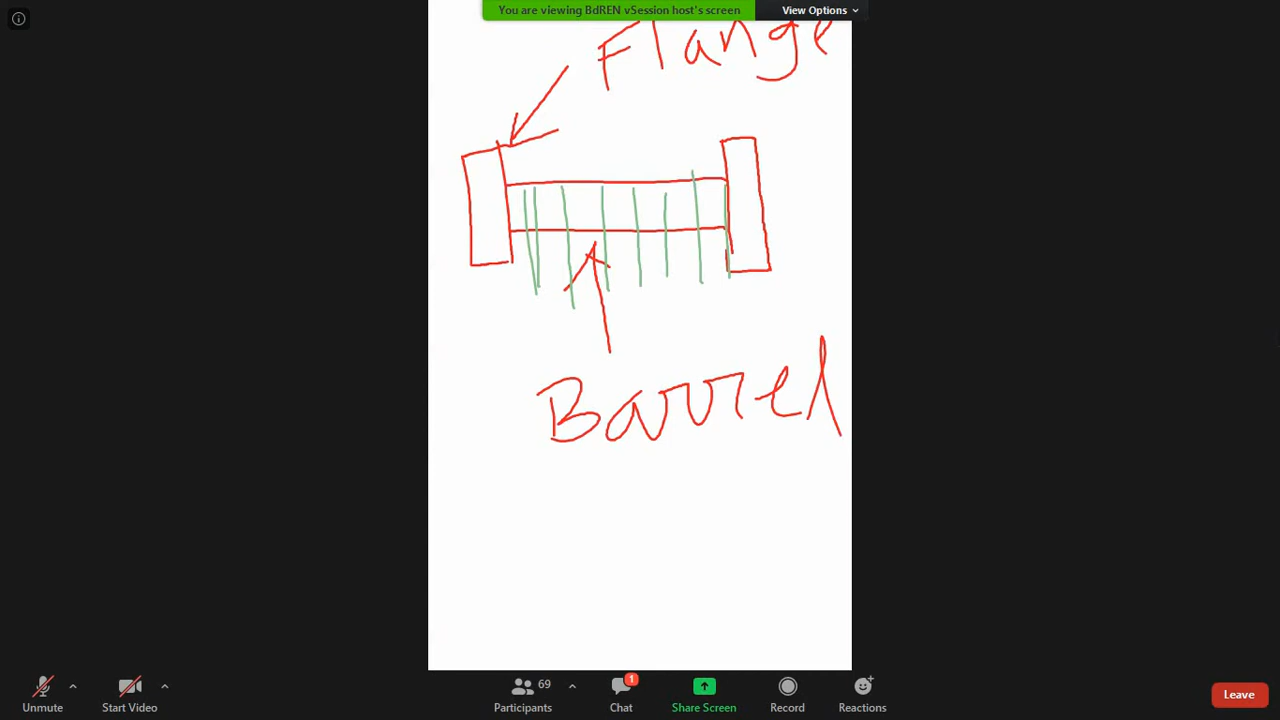 You are viewing BdREN vSession host's screen View Options
Flange
Barrel
69 1
Unmute Start Video Participants Chat Share Screen Record Reactions Leave